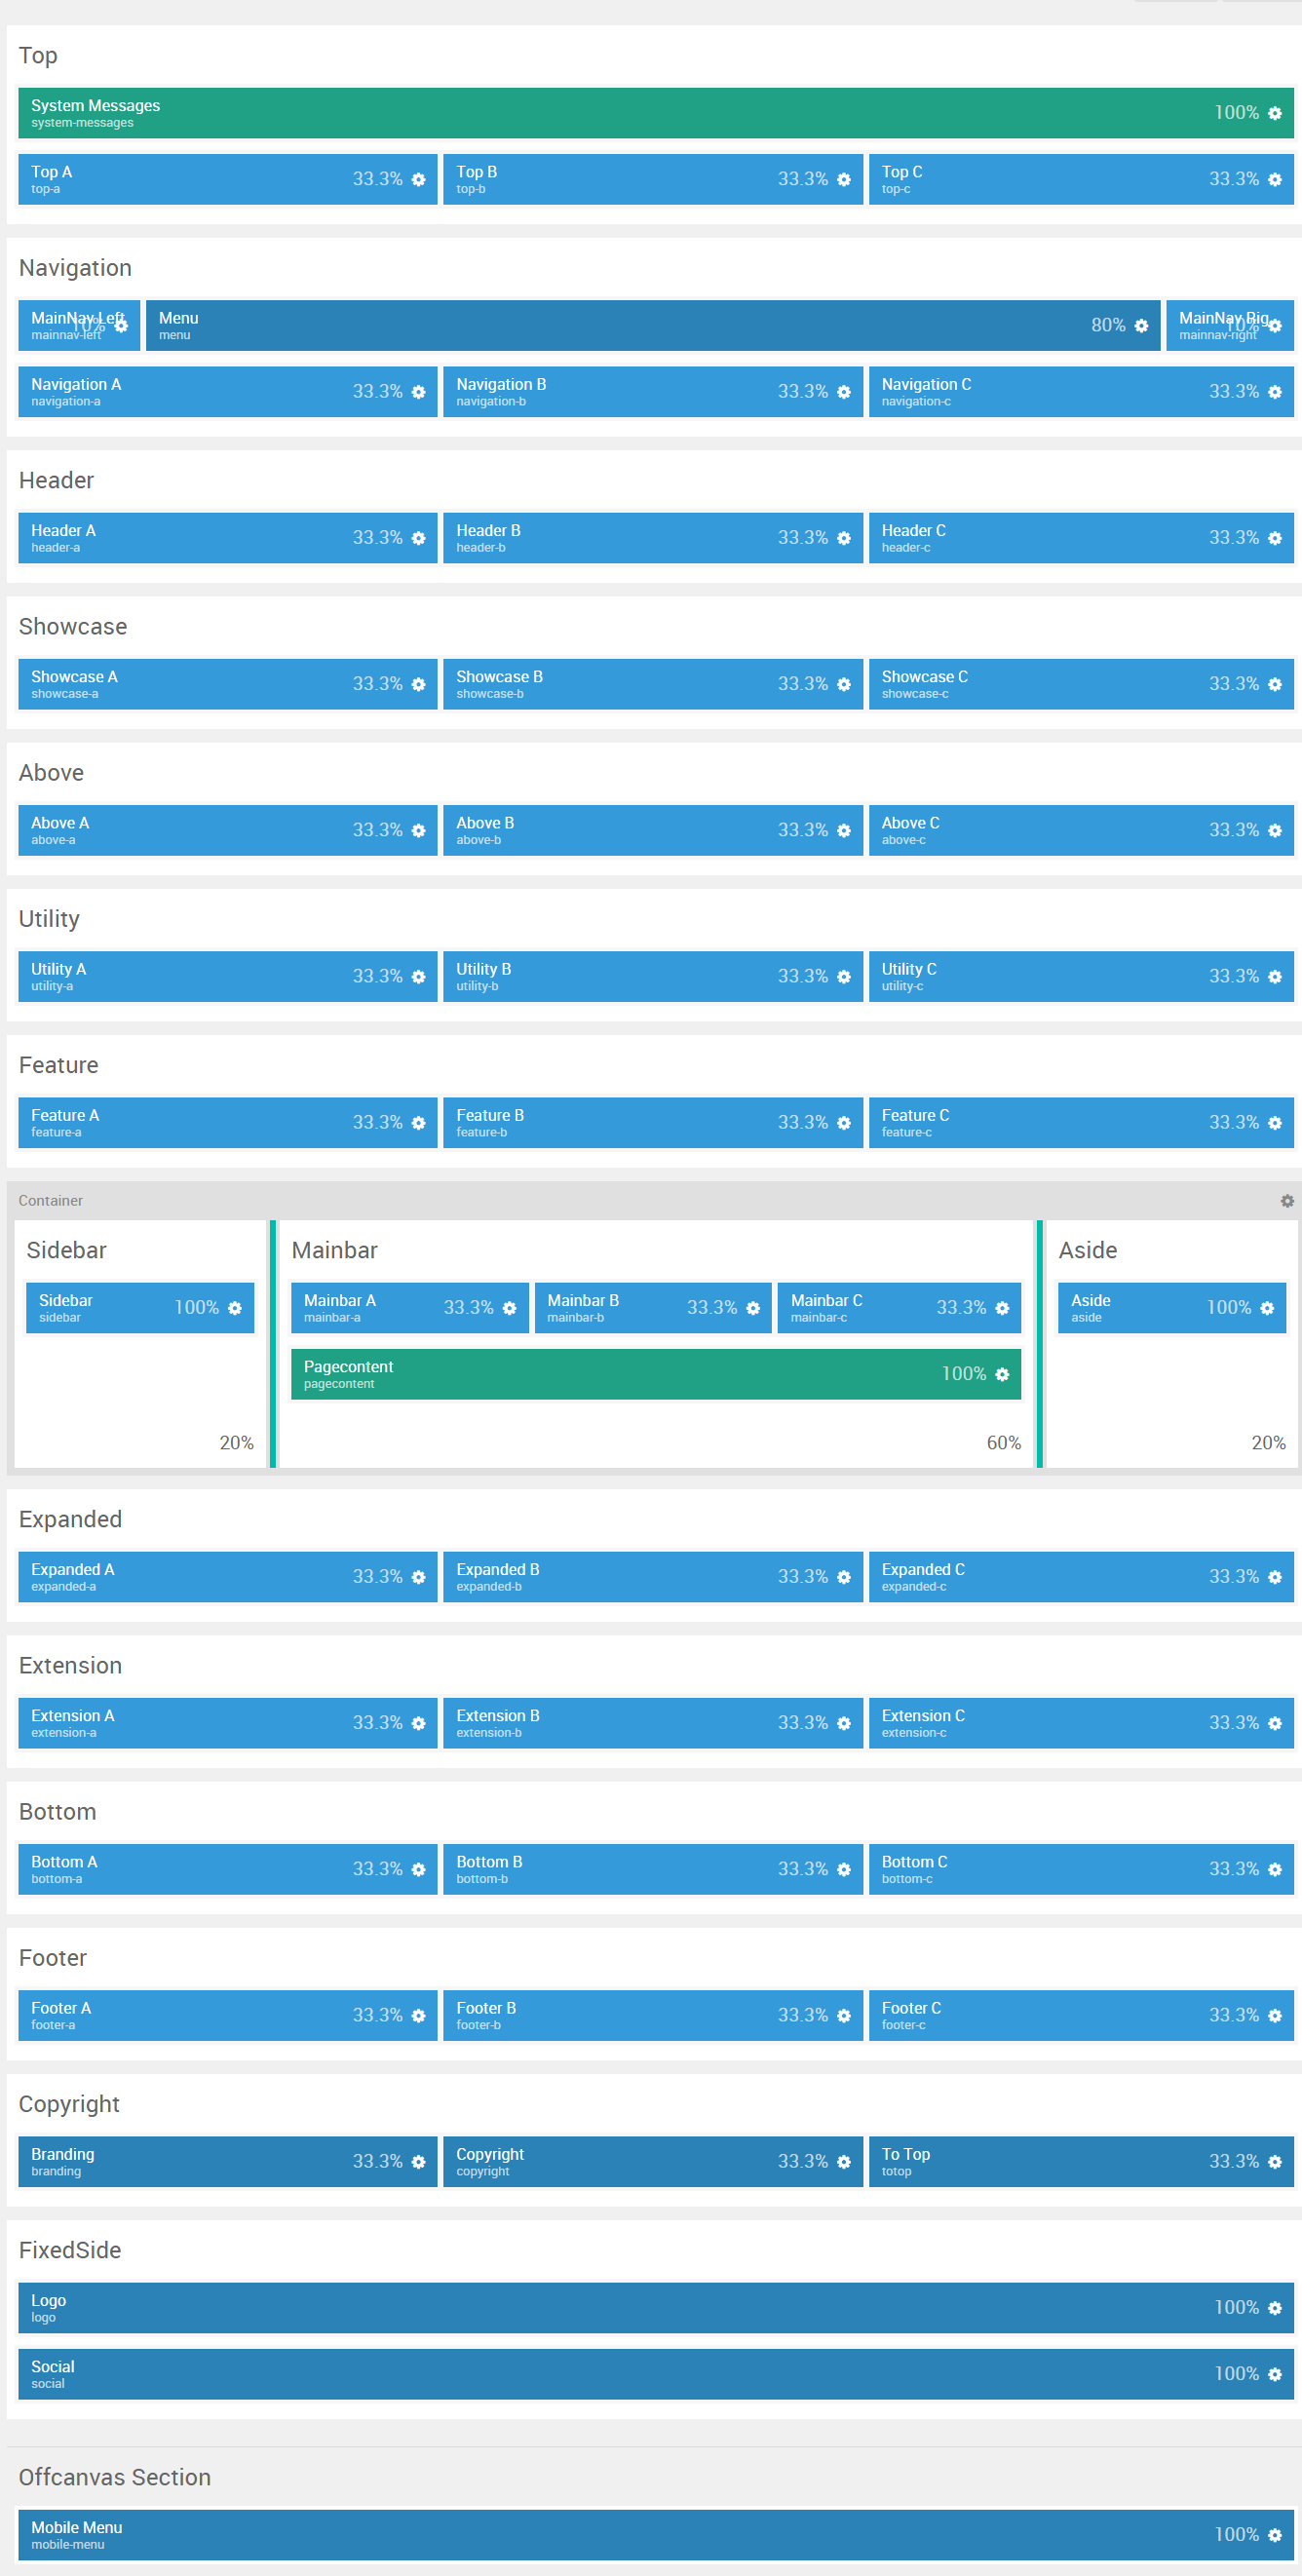 Top
System Messages
system-messages
100%
Top A
top-a
33.3%
Top B
top-b
33.3%
Top C
top-c
33.3%
Navigation
MainNav Left
mainnav-left
10%
Menu
menu
80%
MainNav Rig
mainnav-right
10%
Navigation A
navigation-a
33.3%
Navigation B
navigation-b
33.3%
Navigation C
navigation-c
33.3%
Header
Header A
header-a
33.3%
Header B
header-b
33.3%
Header C
header-c
33.3%
Showcase
Showcase A
showcase-a
33.3%
Showcase B
showcase-b
33.3%
Showcase C
showcase-c
33.3%
Above
Above A
above-a
33.3%
Above B
above-b
33.3%
Above C
above-c
33.3%
Utility
Utility A
utility-a
33.3%
Utility B
utility-b
33.3%
Utility C
utility-c
33.3%
Feature
Feature A
feature-a
33.3%
Feature B
feature-b
33.3%
Feature C
feature-c
33.3%
Container
Sidebar
Sidebar
sidebar
100%
20%
Mainbar
Mainbar A
mainbar-a
33.3%
Mainbar B
mainbar-b
33.3%
Mainbar C
mainbar-c
33.3%
Pagecontent
pagecontent
100%
60%
Aside
Aside
aside
100%
20%
Expanded
Expanded A
expanded-a
33.3%
Expanded B
expanded-b
33.3%
Expanded C
expanded-c
33.3%
Extension
Extension A
extension-a
33.3%
Extension B
extension-b
33.3%
Extension C
extension-c
33.3%
Bottom
Bottom A
bottom-a
33.3%
Bottom B
bottom-b
33.3%
Bottom C
bottom-c
33.3%
Footer
Footer A
footer-a
33.3%
Footer B
footer-b
33.3%
Footer C
footer-c
33.3%
Copyright
Branding
branding
33.3%
Copyright
copyright
33.3%
To Top
totop
33.3%
FixedSide
Logo
logo
100%
Social
social
100%
Offcanvas Section
Mobile Menu
mobile-menu
100%